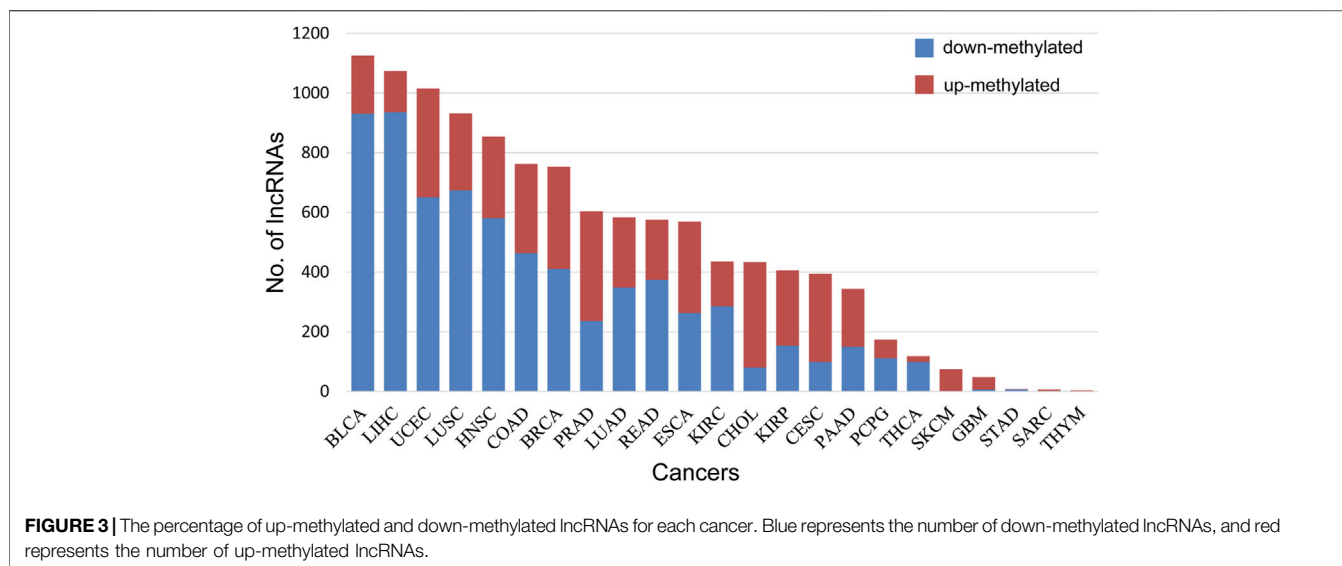 1200
1000
800
600
400
200
0
No. of lncRNAs
down-methylated
up-methylated
BLCA
LIHC
UCEC
LUSC
HNSC
COAD
BRCA
PRAD
LUAD
READ
ESCA
KIRC
CHOL
KIRP
CESC
PAAD
PCPG
THCA
SKCM
GBM
STAD
SARC
THYM
Cancers
FIGURE 3 | The percentage of up-methylated and down-methylated lncRNAs for each cancer. Blue represents the number of down-methylated lncRNAs, and red
represents the number of up-methylated lncRNAs.